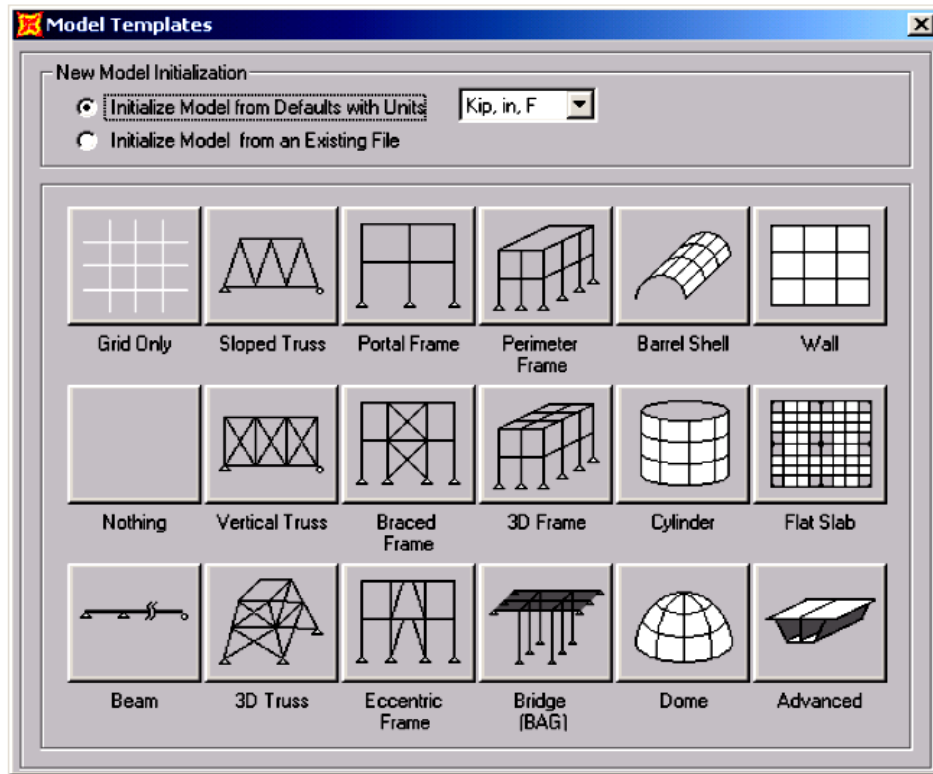 Model Templates
New Model Initialization
Initialize Model from Defaults with Units
Kip, in, F
Initialize Model from an Existing File
Grid Only
Sloped Truss
Portal Frame
Perimeter
Frame
Barrel Shell
Wall
Nothing
Vertical Truss
Braced
Frame
3D Frame
Cylinder
Flat Slab
Beam
3D Truss
Eccentric
Frame
Bridge
(BAG)
Dome
Advanced